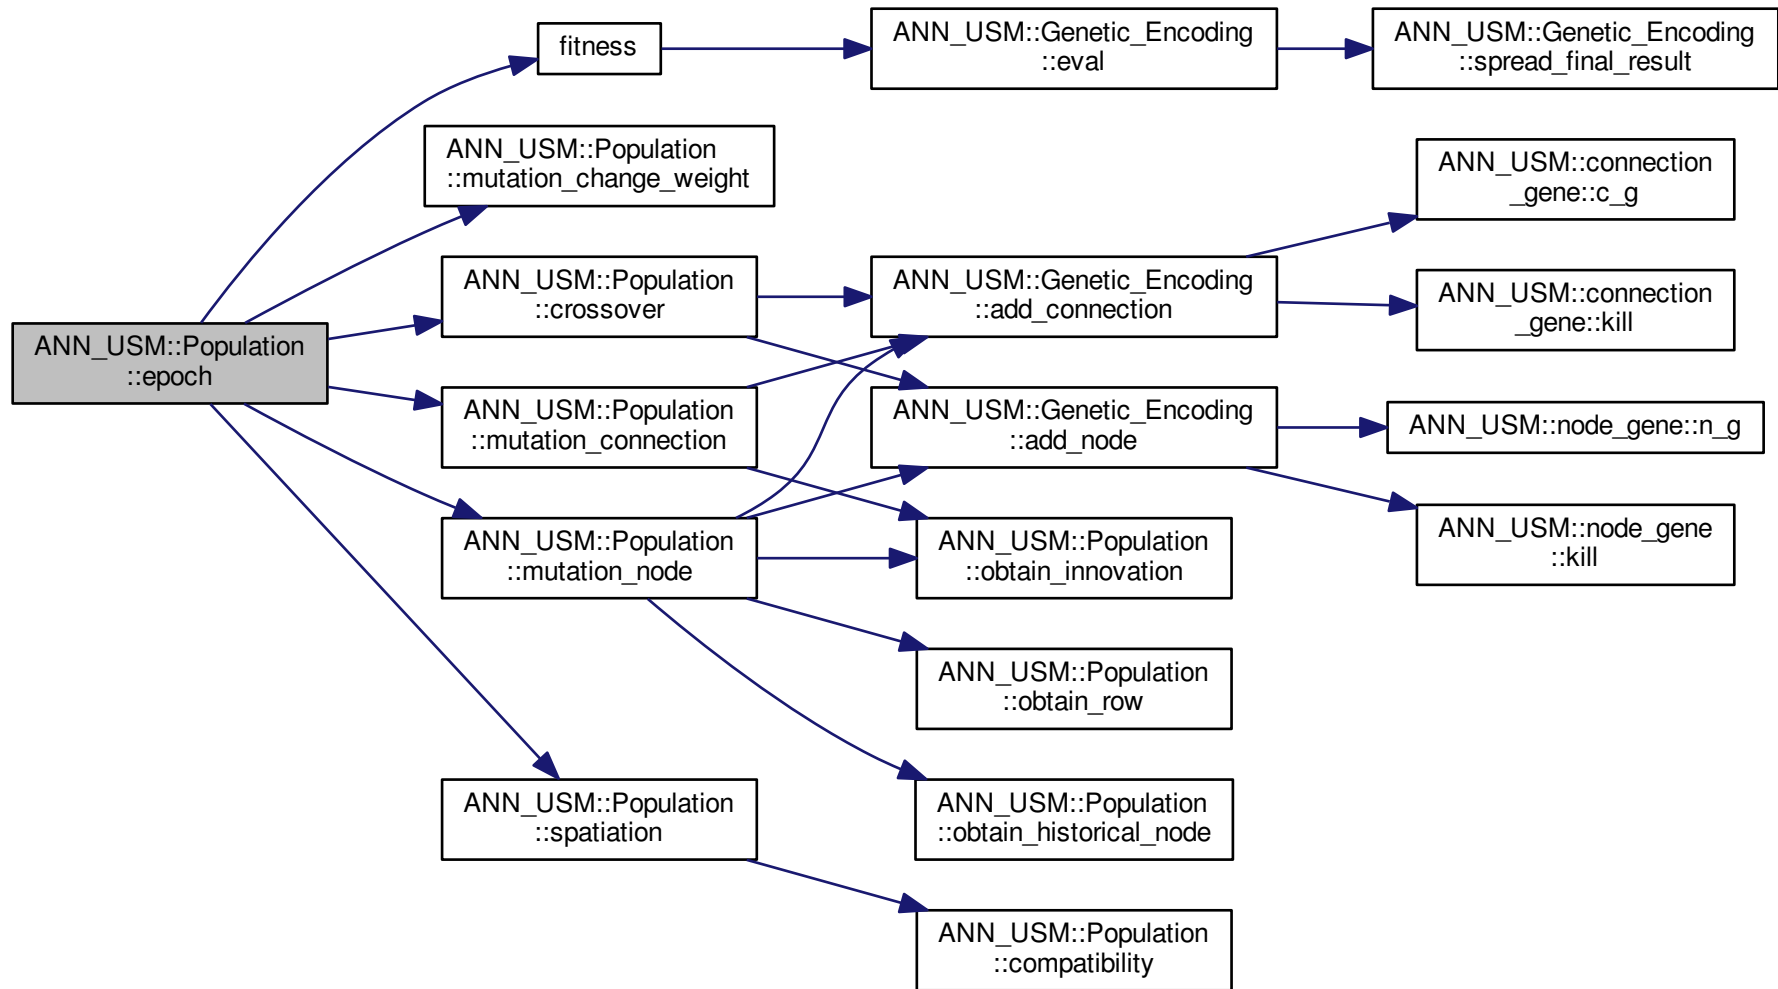 fitness
ANN_USM::Genetic_Encoding
::eval
ANN_USM::Genetic_Encoding
::spread_final_result
ANN_USM::Population
::mutation_change_weight
ANN_USM::connection
_gene::c_g
ANN_USM::Population
::crossover
ANN_USM::Genetic_Encoding
::add_connection
ANN_USM::connection
_gene::kill
ANN_USM::Population
::epoch
ANN_USM::Population
::mutation_connection
ANN_USM::Genetic_Encoding
::add_node
ANN_USM::node_gene::n_g
ANN_USM::Population
::mutation_node
ANN_USM::Population
::obtain_innovation
ANN_USM::node_gene
::kill
ANN_USM::Population
::obtain_row
ANN_USM::Population
::spatiation
ANN_USM::Population
::obtain_historical_node
ANN_USM::Population
::compatibility